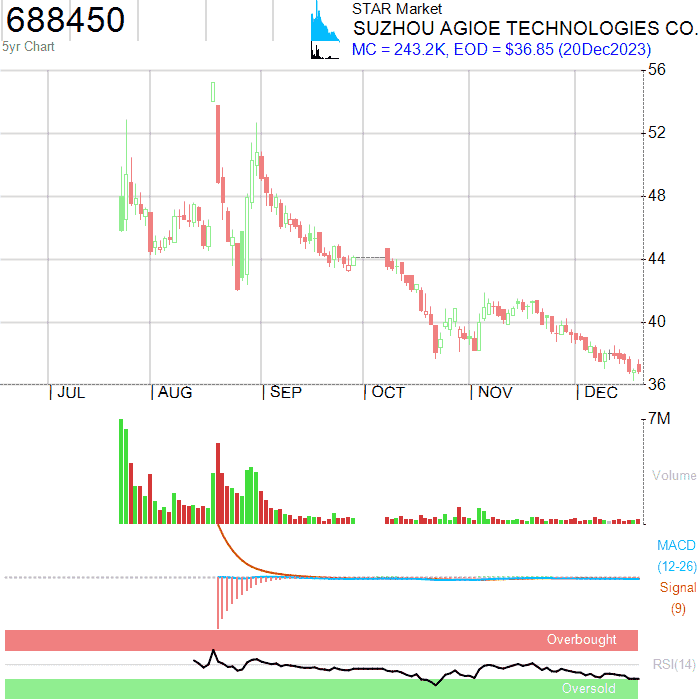 688450
STAR Market
SUZHOU AGIOE TECHNOLOGIES CO.
5yr Chart
MC = 243.2K, EOD = $36.85 (20Dec2023)
56
52
48
44
40
36
JUL AUG SEP OCT NOV DEC
7M
Volume
MACD
(12-26)
Signal
(9)
Overbought
RSI(14)
Oversold